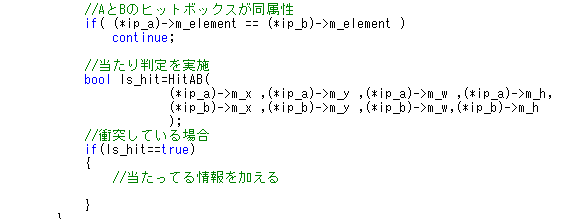 //AとBのヒットボックスが同属性
if( (*ip_a)->m_element == (*ip_b)->m_element )
continue;
//当たり判定を実施
bool ls_hit=HitAB(
(*ip_a)->m_x ,(*ip_a)->m_y ,(*ip_a)->m_w ,(*ip_a)->m_h,
(*ip_b)->m_x ,(*ip_b)->m_y ,(*ip_b)->m_w,(*ip_b)->m_h
);
//衝突している場合
if(ls_hit==true)
{
//当たってる情報を加える
}